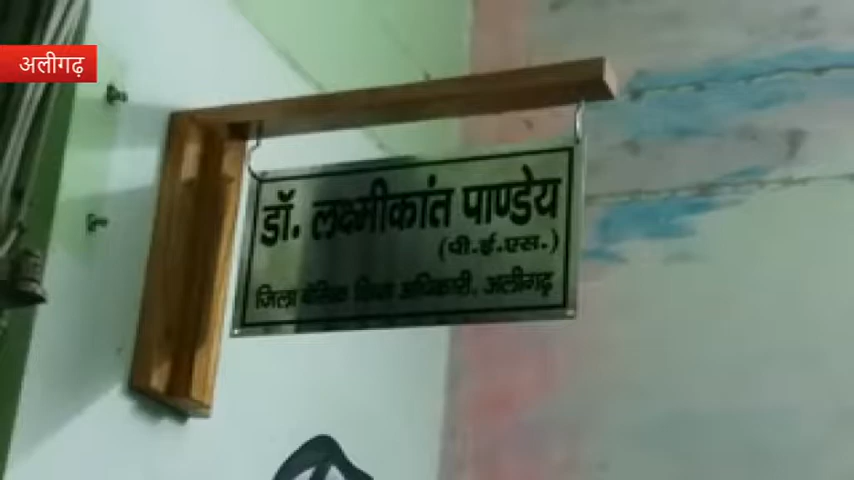 अलीगढ़
डॉ. लक्ष्मीकांत पाण्डेय
(पी.ई.एस.)
जिला बेसिक शिक्षा अधिकारी, अलीगढ़